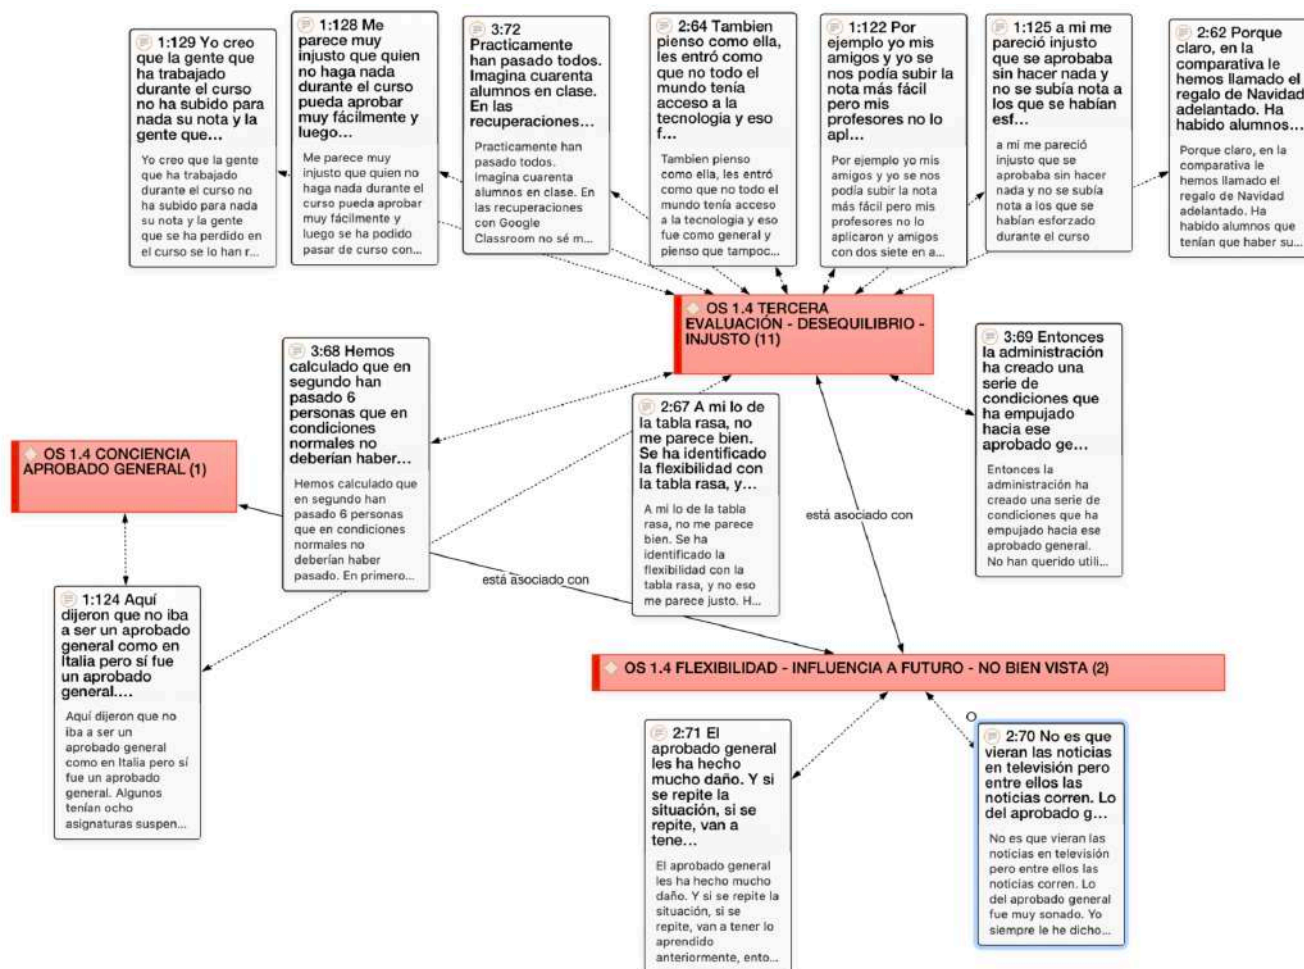 1:129 Yo creo
que la gente que
ha trabajado
durante el curso
no ha subido para
nada su nota y la
gente que…
Yo creo que la gente
que ha trabajado
durante el curso no
ha subido para nada
su nota y la gente
que se ha perdido en
el curso se lo han r...
1:128 Me
parece muy
injusto que quien
no haga nada
durante el curso
pueda aprobar
muy fácilmente y
luego…
Me parece muy
injusto que quien no
haga nada durante el
curso pueda aprobar
muy fácilmente y
luego se ha podido
pasar de curso con...
3:72
Practicamente
han pasado todos.
Imagina cuarenta
alumnos en clase.
En las
recuperaciones…
Practicamente han
pasado todos.
Imagina cuarenta
alumnos en clase. En
las recuperaciones
con Google
Classroom no sé m...
2:64 Tambien
pienso como ella,
les entró como
que no todo el
mundo tenía
acceso a la
tecnología y eso
f…
Tambien pienso
como ella, les entró
como que no todo el
mundo tenía acceso
a la tecnología y eso
fue como general y
pienso que tampoc...
1:122 Por
ejemplo yo mis
amigos y yo se
nos podía subir la
nota más fácil
pero mis
profesores no lo
apl…
Por ejemplo yo mis
amigos y yo se nos
podía subir la nota
más fácil pero mis
profesores no lo
aplicaron y amigos
con dos siete en a...
1:125 a mi me
pareció injusto
que se aprobaba
sin hacer nada y
no se subía nota a
los que se habían
esf…
a mi me pareció
injusto que se
aprobaba sin hacer
nada y no se subía
nota a los que se
habían esforzado
durante el curso
2:62 Porque
claro, en la
comparativa le
hemos llamado el
regalo de Navidad
adelantado. Ha
habido alumnos…
Porque claro, en la
comparativa le
hemos llamado el
regalo de Navidad
adelantado. Ha
habido alumnos que
tenían que haber su...
OS 1.4 TERCERA
EVALUACIÓN - DESEQUILIBRIO -
INJUSTO (11)
3:68 Hemos
calculado que en
segundo han
pasado 6
personas que en
condiciones
normales no
deberían haber…
Hemos calculado que
en segundo han
pasado 6 personas
que en condiciones
normales no
deberían haber
pasado. En primero...
2:67 A mi lo de
la tabla rasa, no
me parece bien.
Se ha identificado
la flexibilidad con
la tabla rasa, y…
A mi lo de la tabla
rasa, no me parece
bien. Se ha
identificado la
flexibilidad con la
tabla rasa, y no eso
me parece justo. H...
3:69 Entonces
la administración
ha creado una
serie de
condiciones que
ha empujado
hacia ese
aprobado ge…
Entonces la
administración ha
creado una serie de
condiciones que ha
empujado hacia ese
aprobado general.
No han querido utili...
OS 1.4 CONCIENCIA
APROBADO GENERAL (1)
está asociado con
está asociado con
1:124 Aquí
dijeron que no iba
a ser un aprobado
general como en
Italia pero sí fue
un aprobado
general.…
Aquí dijeron que no
iba a ser un
aprobado general
como en Italia pero sí
fue un aprobado
general. Algunos
tenían ocho
asignaturas suspen...
OS 1.4 FLEXIBILIDAD - INFLUENCIA A FUTURO - NO BIEN VISTA (2)
2:71 El
aprobado general
les ha hecho
mucho daño. Y si
se repite la
situación, si se
repite, van a
tene…
El aprobado general
les ha hecho mucho
daño. Y si se repite la
situación, si se
repite, van a tener lo
aprendido
anteriormente, ento...
2:70 No es que
vieran las noticias
en televisión pero
entre ellos las
noticias corren. Lo
del aprobado g…
No es que vieran las
noticias en televisión
pero entre ellos las
noticias corren. Lo
del aprobado general
fue muy sonado. Yo
siempre le he dicho...